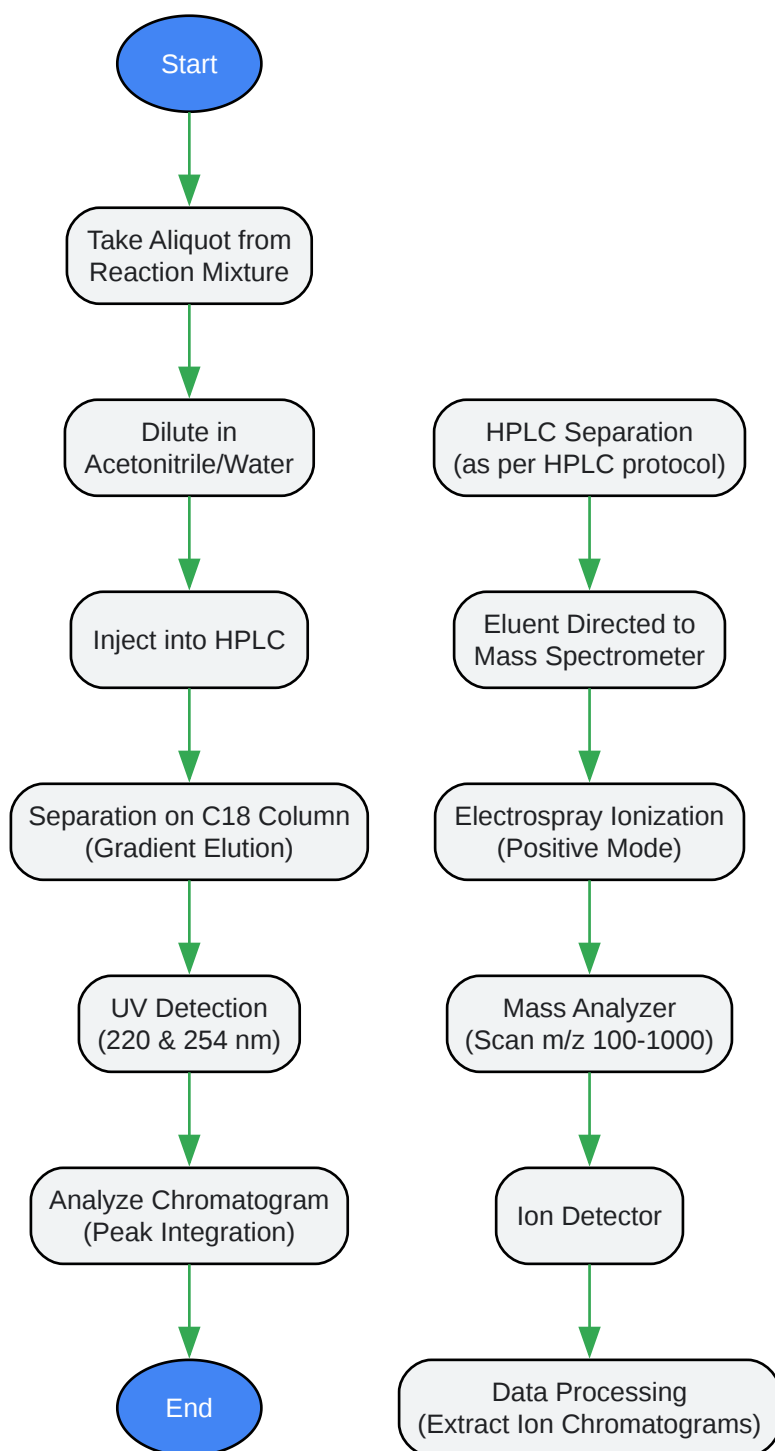 Start
Take Aliquot from
Reaction Mixture
Dilute in
Acetonitrile/Water
Inject into HPLC
Separation on C18 Column
(Gradient Elution)
UV Detection
(220 & 254 nm)
Analyze Chromatogram
(Peak Integration)
End
HPLC Separation
(as per HPLC protocol)
Eluent Directed to
Mass Spectrometer
Electrospray Ionization
(Positive Mode)
Mass Analyzer
(Scan m/z 100-1000)
Ion Detector
Data Processing
(Extract Ion Chromatograms)